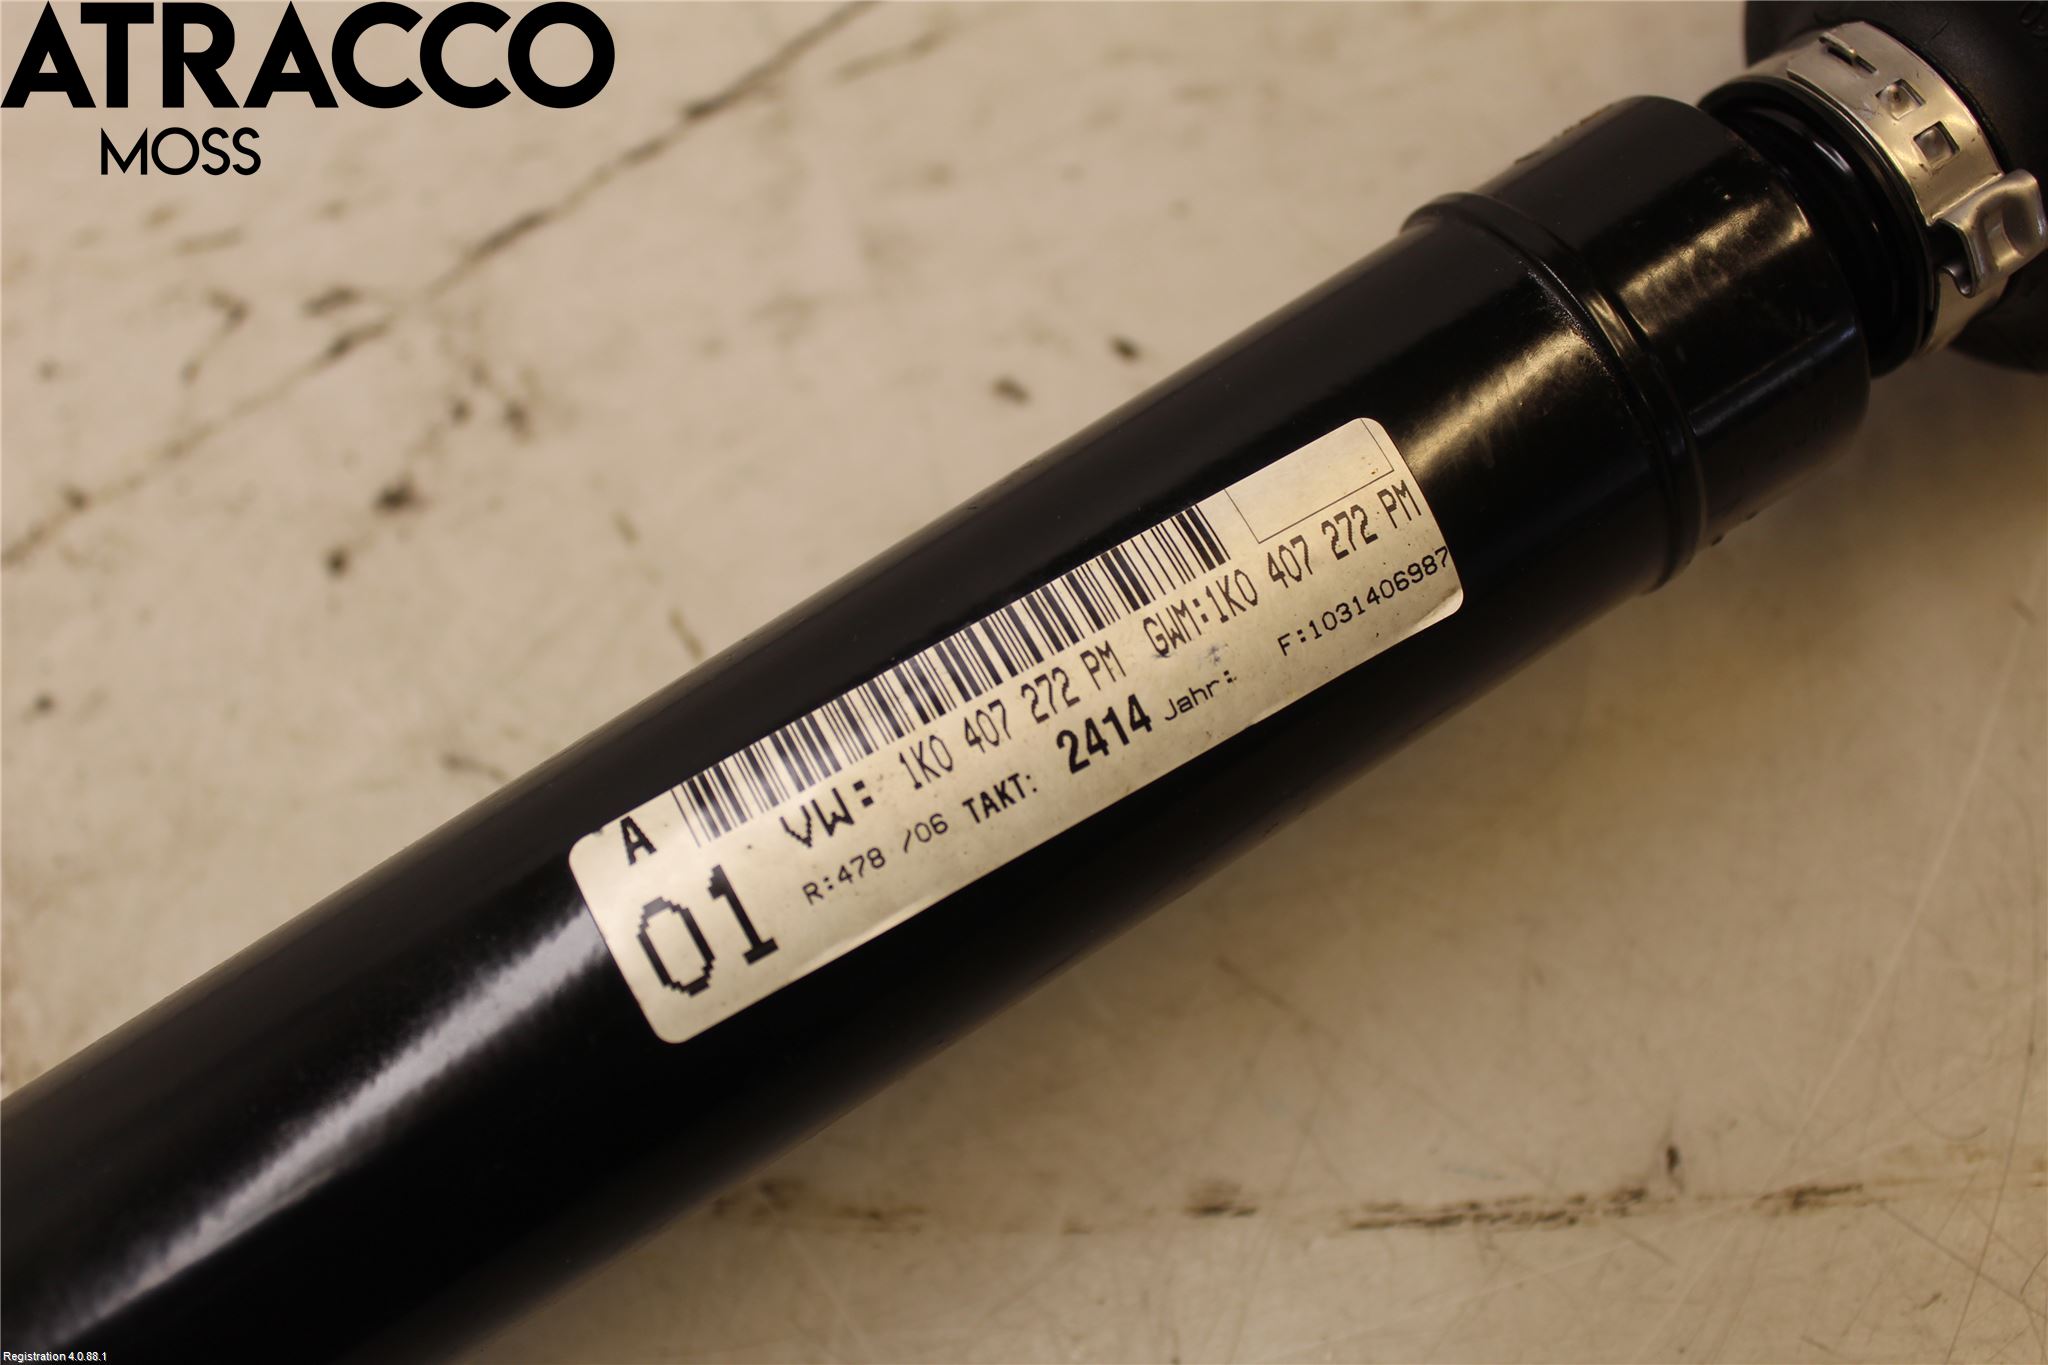 ATRACCO
MOSS
A
01
VW: 1K0 407 272 PM GWM:1K0 407 272 PM
R:478 /06 TAKT: 2414 Jahr: F:1031406987
Registration 4.0.88.1